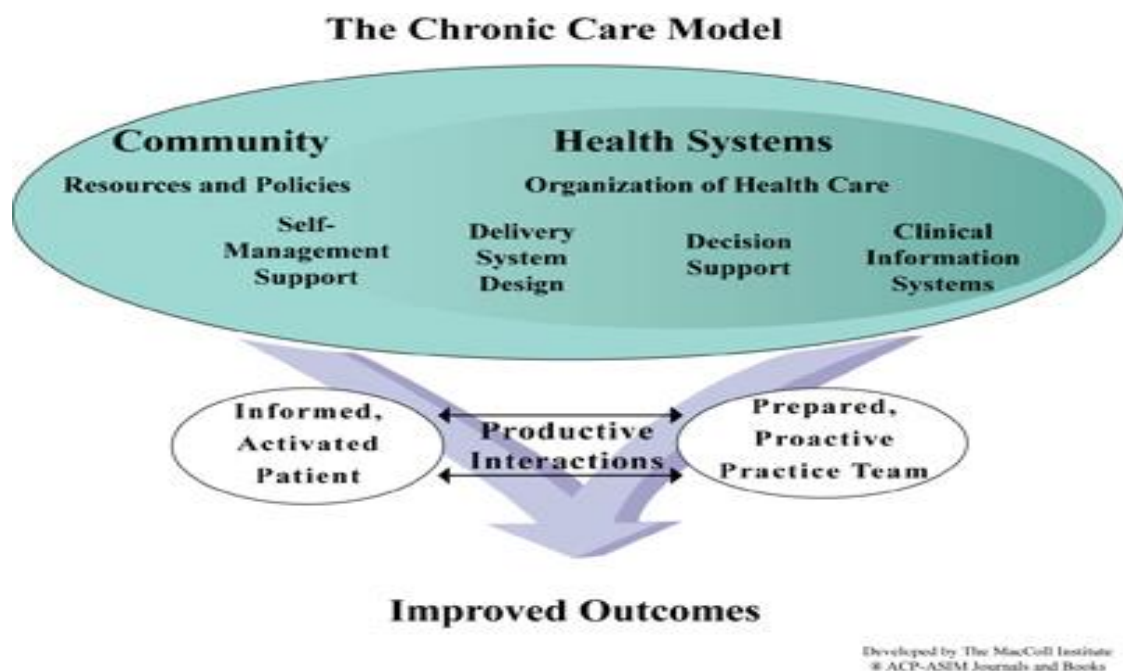 The Chronic Care Model
Community
Health Systems
Resources and Policies
Organization of Health Care
Self-
Management
Support
Delivery
System
Design
Decision
Support
Clinical
Information
Systems
Informed,
Activated
Patient
Productive
Interactions
Prepared,
Proactive
Practice Team
Improved Outcomes
Developed by The MacColl Institute
® ACP-ASIM Journals and Books